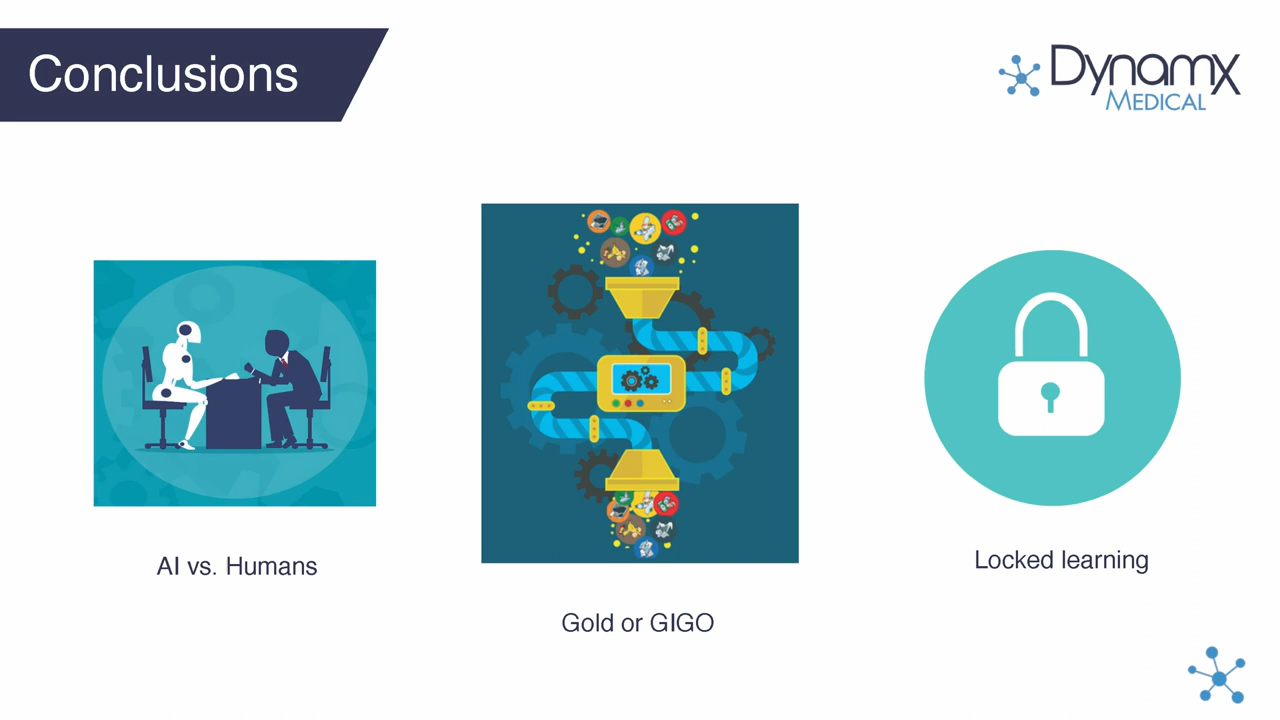 Conclusions
Dynamx
MEDICAL
AI vs. Humans
Gold or GIGO
Locked learning